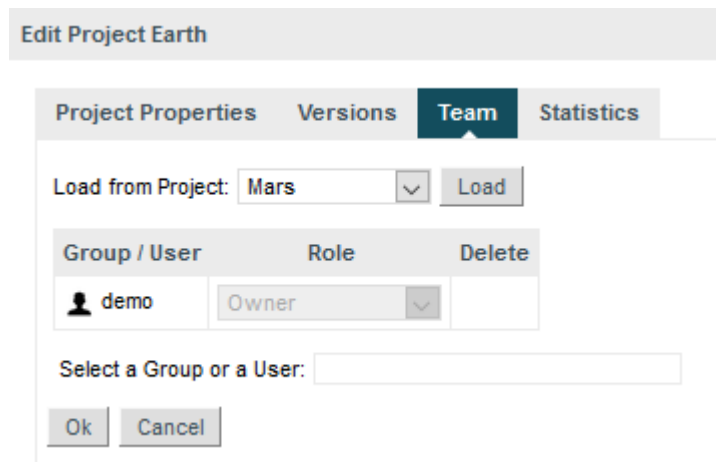 Edit Project Earth
Project Properties Versions Team Statistics
Load from Project: Mars Load
Group / User Role Delete
demo Owner
Select a Group or a User:
Ok Cancel